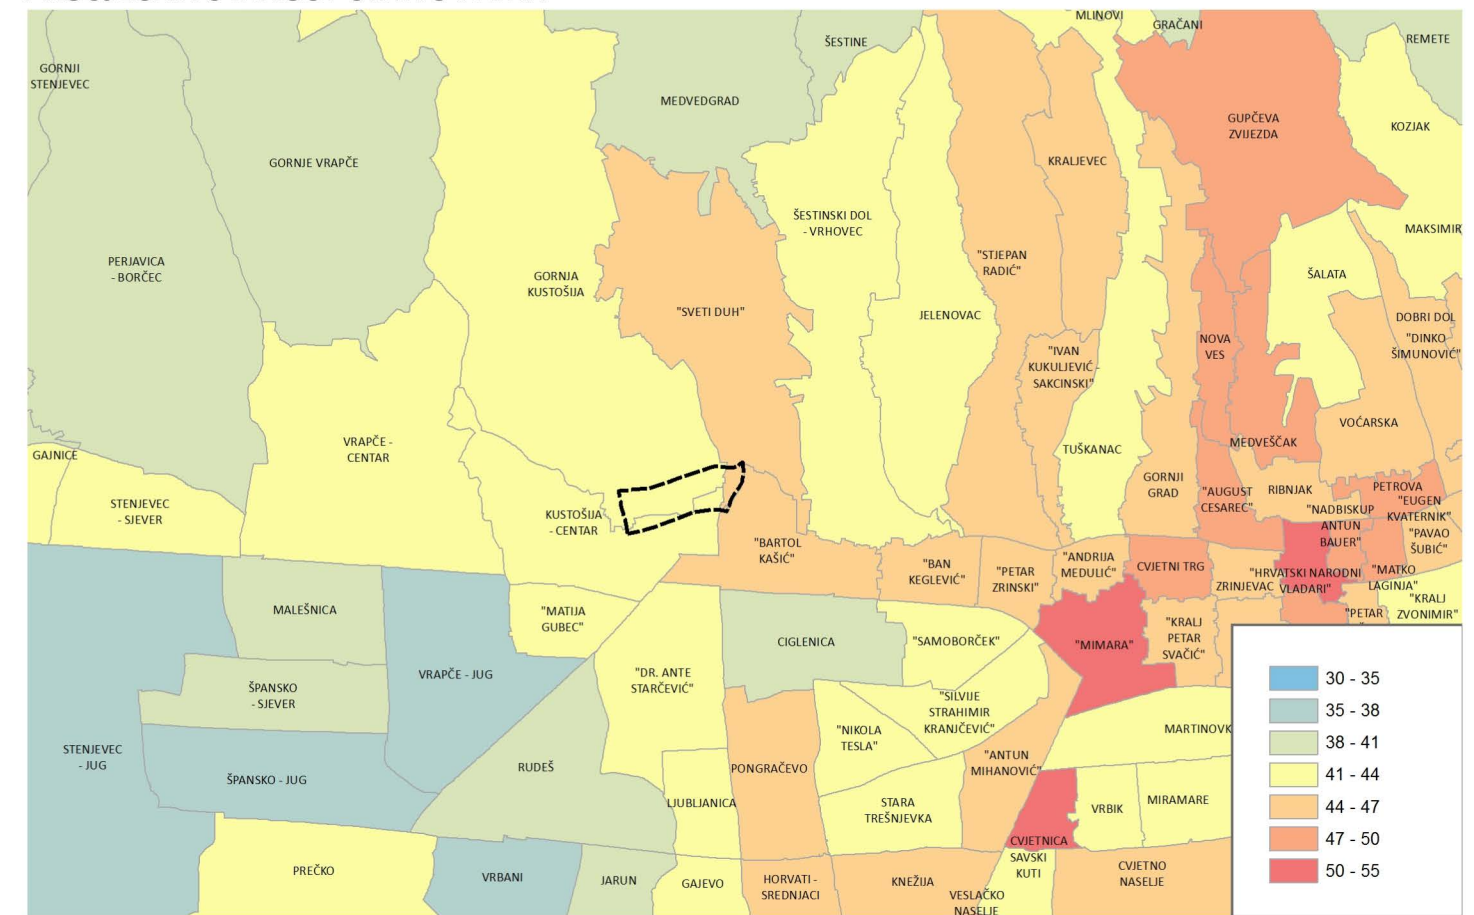 MLINOVI
GRAČANI
ŠESTINE
REMETE
GORNJI
STENJEVEC
MEDVEDGRAD
GUPČEVA
ZVIJEZDA
KOZJAK
GORNJE VRAPČE
KRALJEVEC
ŠESTINSKI DOL
- VRHOVEC
MAKSIMIR
"STJEPAN
RADIĆ"
PERJAVICA
- BORČEC
GORNJA
KUSTOŠIJA
ŠALATA
"SVETI DUH"
JELENOVAC
DOBRI DOL
"DINKO
ŠIMUNOVIĆ"
NOVA
VES
"IVAN
KUKULJEVIĆ -
SAKCINSKI"
VOĆARSKA
VRAPČE -
CENTAR
MEDVEŠČAK
TUŠKANAC
GAJNICE
GORNJI
GRAD
RIBNJAK
PETROVA
"AUGUST
CESAREC"
"EUGEN
KVATERNIK"
STENJEVEC
- SJEVER
KUSTOŠIJA
- CENTAR
"NADBISKUP
ANTUN
BAUER"
"PAVAO
ŠUBIĆ"
"BARTOL
KAŠIĆ"
"BAN
KEGLEVIĆ"
"PETAR
ZRINSKI"
"ANDRIJA
MEDULIĆ"
CVJETNI TRG
ZRINJEVAC
"HRVATSKI NARODNI
VLADARI"
"MATKO
LAGINJA"
"KRALJ
ZVONIMIR"
MALEŠNICA
"MATIJA
GUBEC"
"PETAR
CIGLENICA
"SAMOBORČEK"
"MIMARA"
"KRALJ
PETAR
SVAČIĆ"
VRAPČE - JUG
"DR. ANTE
STARČEVIĆ"
ŠPANSKO
- SJEVER
"SILVIJE
STRAHIMIR
KRANJČEVIĆ"
"NIKOLA
TESLA"
MARTINOVK
STENJEVEC
- JUG
ŠPANSKO - JUG
RUDEŠ
PONGRAČEVO
"ANTUN
MIHANOVIĆ"
LJUBLJANICA
STARA
TREŠNJEVKA
VRBIK
MIRAMARE
CVJETNICA
PREČKO
VRBANI
JARUN
GAJEVO
HORVATI -
SREDNJACI
KNEŽIJA
SAVSKI
KUTI
VESLAČKO
NASELJE
CVJETNO
NASELJE
30 - 35
35 - 38
38 - 41
41 - 44
44 - 47
47 - 50
50 - 55